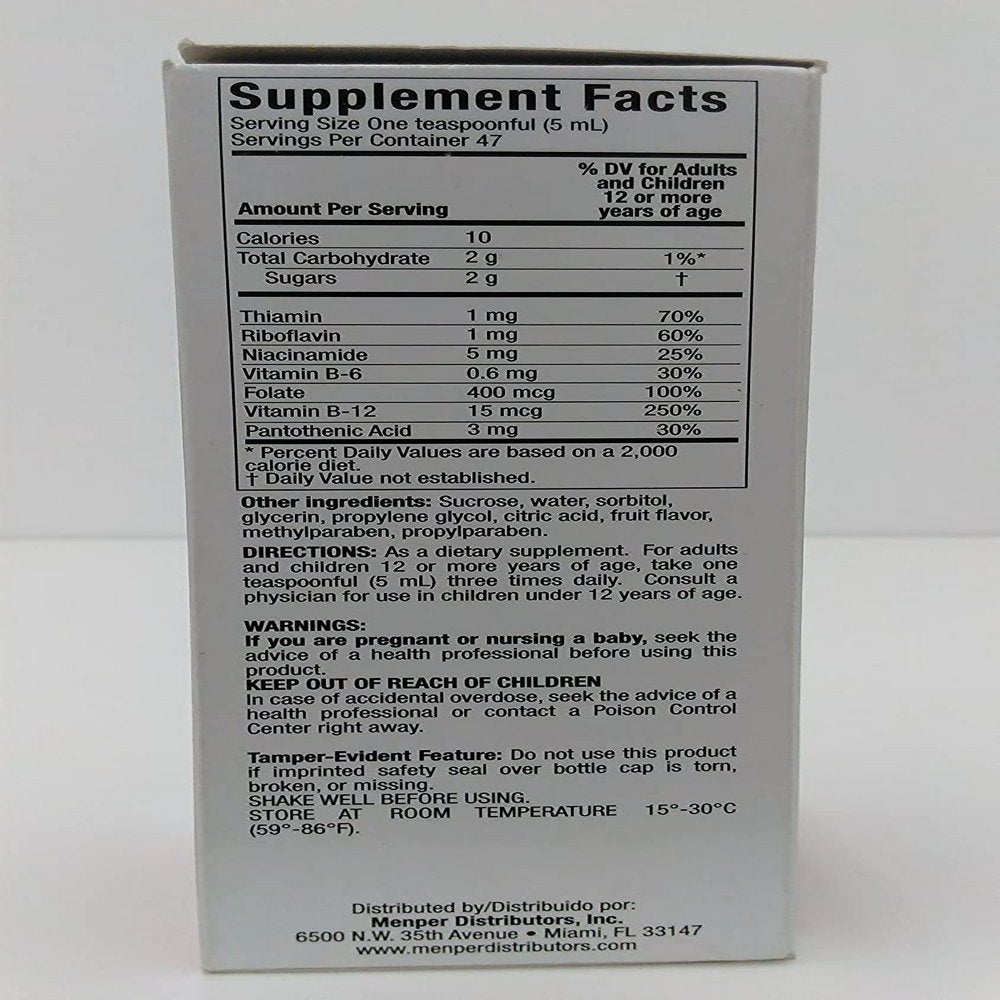 Supplement Facts
Serving Size One teaspoonful (5 mL)
Servings Per Container 47
% DV for Adults
and Children
12 or more
years of age
Amount Per Serving
Calories 10
Total Carbohydrate 2 g 1%*
Sugars 2 g †
Thiamin 1 mg 70%
Riboflavin 1 mg 60%
Niacinamide 5 mg 25%
Vitamin B-6 0.6 mg 30%
Folate 400 mcg 100%
Vitamin B-12 15 mcg 250%
Pantothenic Acid 3 mg 30%
* Percent Daily Values are based on a 2,000
calorie diet.
† Daily Value not established.
Other ingredients: Sucrose, water, sorbitol,
glycerin, propylene glycol, citric acid, fruit flavor,
methylparaben, propylparaben.
DIRECTIONS: As a dietary supplement. For adults
and children 12 or more years of age, take one
teaspoonful (5 mL) three times daily. Consult a
physician for use in children under 12 years of age.
WARNINGS:
If you are pregnant or nursing a baby, seek the
advice of a health professional before using this
product.
KEEP OUT OF REACH OF CHILDREN
In case of accidental overdose, seek the advice of a
health professional or contact a Poison Control
Center right away.
Tamper-Evident Feature: Do not use this product
if imprinted safety seal over bottle cap is torn,
broken, or missing.
SHAKE WELL BEFORE USING.
STORE AT ROOM TEMPERATURE 15°-30°C
(59°-86°F).
Distributed by/Distribuido por:
Menper Distributors, Inc.
6500 N.W. 35th Avenue • Miami, FL 33147
www.menperdistributors.com